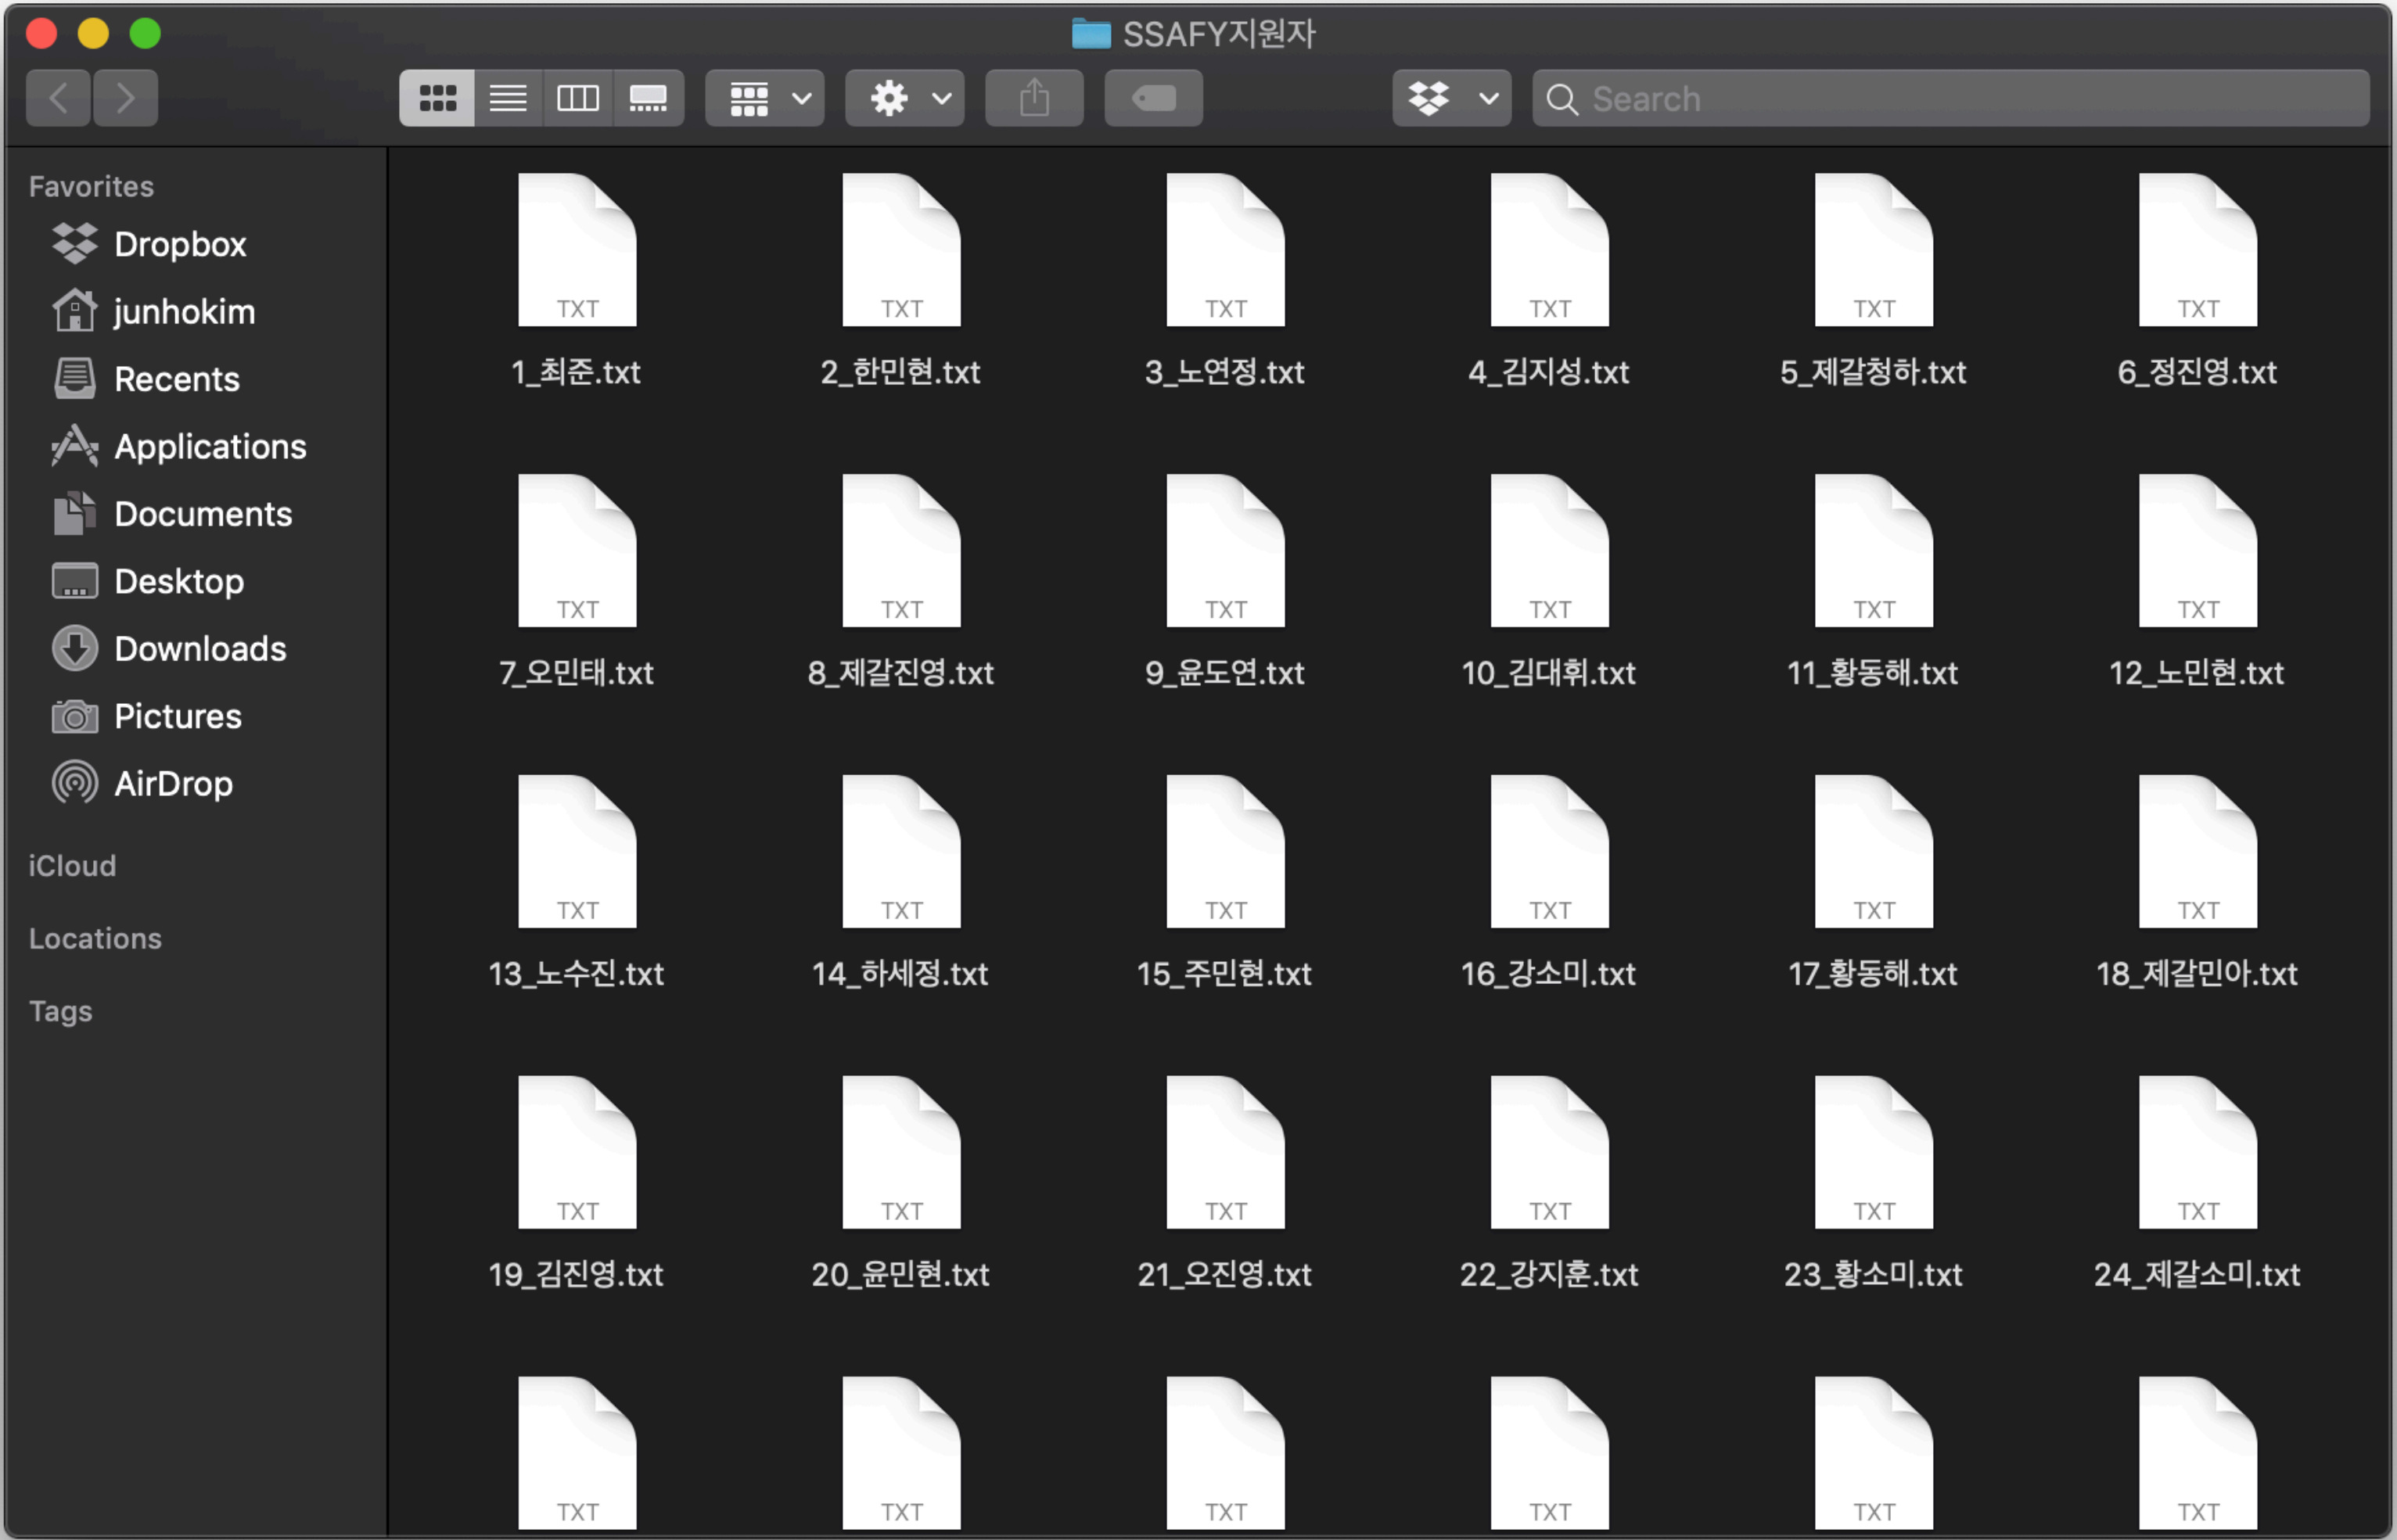 SSAFY지원자
Search
Favorites
Dropbox
junhokim
Recents
Applications
Documents
Desktop
Downloads
Pictures
AirDrop
iCloud
Locations
Tags
TXT TXT TXT TXT TXT TXT
1_최준.txt 2_한민현.txt 3_노연정.txt 4_김지성.txt 5_제갈청하.txt 6_정진영.txt
TXT TXT TXT TXT TXT TXT
7_오민태.txt 8_제갈진영.txt 9_윤도연.txt 10_김대휘.txt 11_황동해.txt 12_노민현.txt
TXT TXT TXT TXT TXT TXT
13_노수진.txt 14_하세정.txt 15_주민현.txt 16_강소미.txt 17_황동해.txt 18_제갈민아.txt
TXT TXT TXT TXT TXT TXT
19_김진영.txt 20_윤민현.txt 21_오진영.txt 22_강지훈.txt 23_황소미.txt 24_제갈소미.txt
TXT TXT TXT TXT TXT TXT